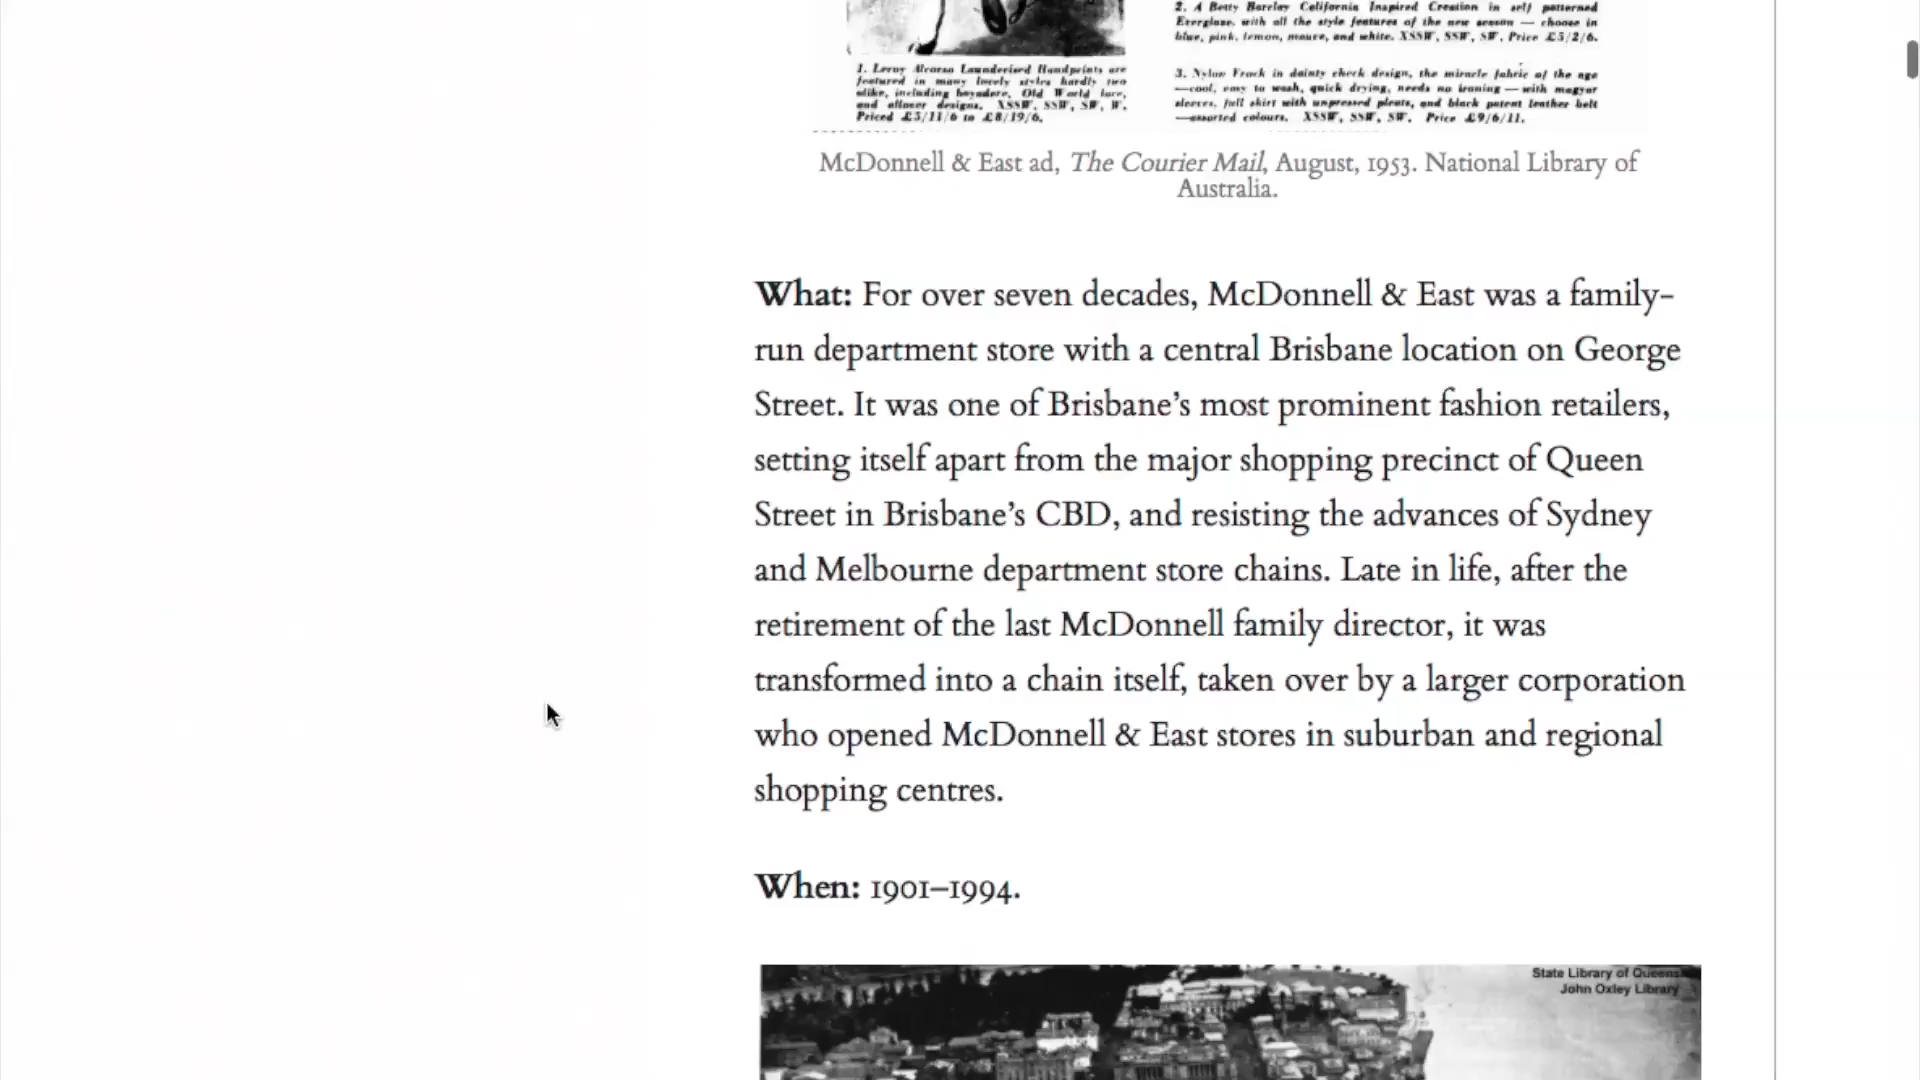 2. A Betty Barclay California Inspired Creation in self patterned
Everglaze, with all the style features of the new season — choose in
blue, pink, lemon, mauve, and white. XSSW, SSW, SW, Price £5/2/6.
1. Leroy Alcorso Launderised Handprints are
featured in many lovely styles hardly two
alike, including bayadere, Old World lace,
and allover designs. XSSW, SSW, SW, W.
Priced £5/11/6 to £8/19/6.
3. Nylon Frock in dainty check design, the miracle fabric of the age
—cool, easy to wash, quick drying, needs no ironing — with magyar
sleeves, full skirt with unpressed pleats, and black patent leather belt
—assorted colours. XSSW, SSW, SW. Price £9/6/11.
McDonnell & East ad, The Courier Mail, August, 1953. National Library of
Australia.
What: For over seven decades, McDonnell & East was a family-
run department store with a central Brisbane location on George
Street. It was one of Brisbane’s most prominent fashion retailers,
setting itself apart from the major shopping precinct of Queen
Street in Brisbane’s CBD, and resisting the advances of Sydney
and Melbourne department store chains. Late in life, after the
retirement of the last McDonnell family director, it was
transformed into a chain itself, taken over by a larger corporation
who opened McDonnell & East stores in suburban and regional
shopping centres.
When: 1901–1994.
State Library of Queensland
John Oxley Library